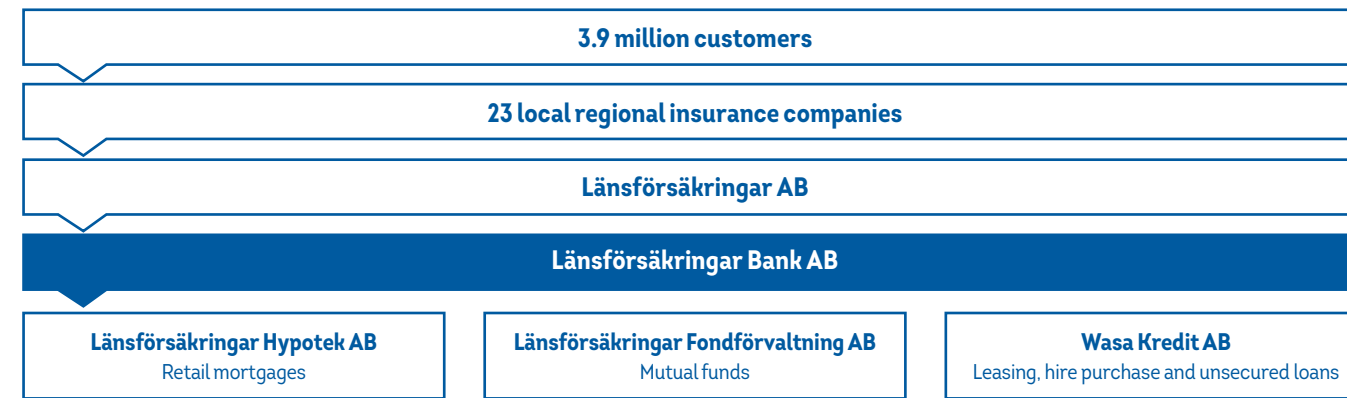 3.9 million customers
23 local regional insurance companies
Länsförsäkringar AB
Länsförsäkringar Bank AB
Länsförsäkringar Hypotek AB
Retail mortgages
Länsförsäkringar Fondförvaltning AB
Mutual funds
Wasa Kredit AB
Leasing, hire purchase and unsecured loans